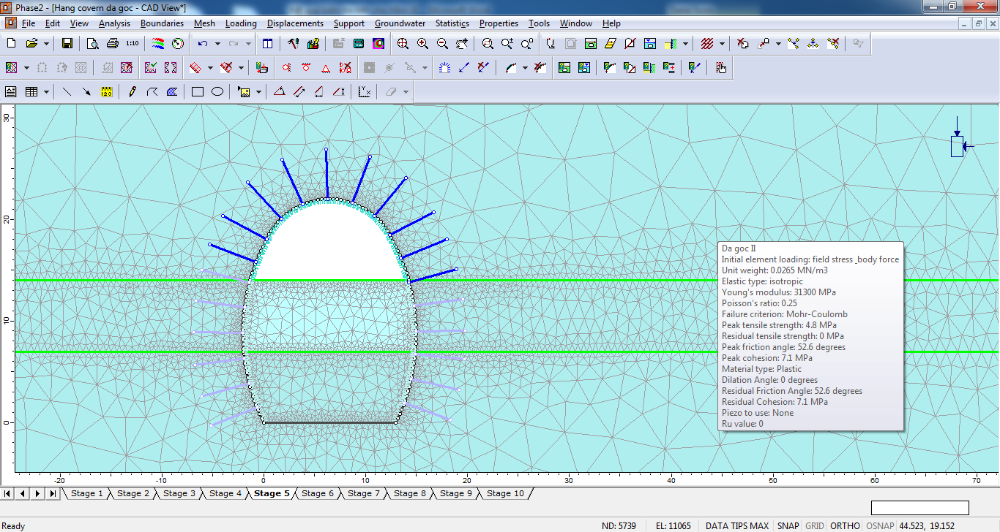 Phase2 - [Hang covern da goc - CAD View*]
File Edit View Analysis Boundaries Mesh Loading Displacements Support Groundwater Statistics Properties Tools Window Help
1:10
123
30
20
10
0
Da goc II
Initial element loading: field stress ,body force
Unit weight: 0.0265 MN/m3
Elastic type: isotropic
Young's modulus: 31300 MPa
Poisson's ratio: 0.25
Failure criterion: Mohr-Coulomb
Peak tensile strength: 4.8 MPa
Residual tensile strength: 0 MPa
Peak friction angle: 52.6 degrees
Peak cohesion: 7.1 MPa
Material type: Plastic
Dilation Angle: 0 degrees
Residual Friction Angle: 52.6 degrees
Residual Cohesion: 7.1 MPa
Piezo to use: None
Ru value: 0
-20 -10 0 10 20 30 40 50 60 70
Stage 1 Stage 2 Stage 3 Stage 4 Stage 5 Stage 6 Stage 7 Stage 8 Stage 9 Stage 10
Ready ND: 5739 EL: 11065 DATA TIPS MAX SNAP GRID ORTHO OSNAP 44.523, 19.152